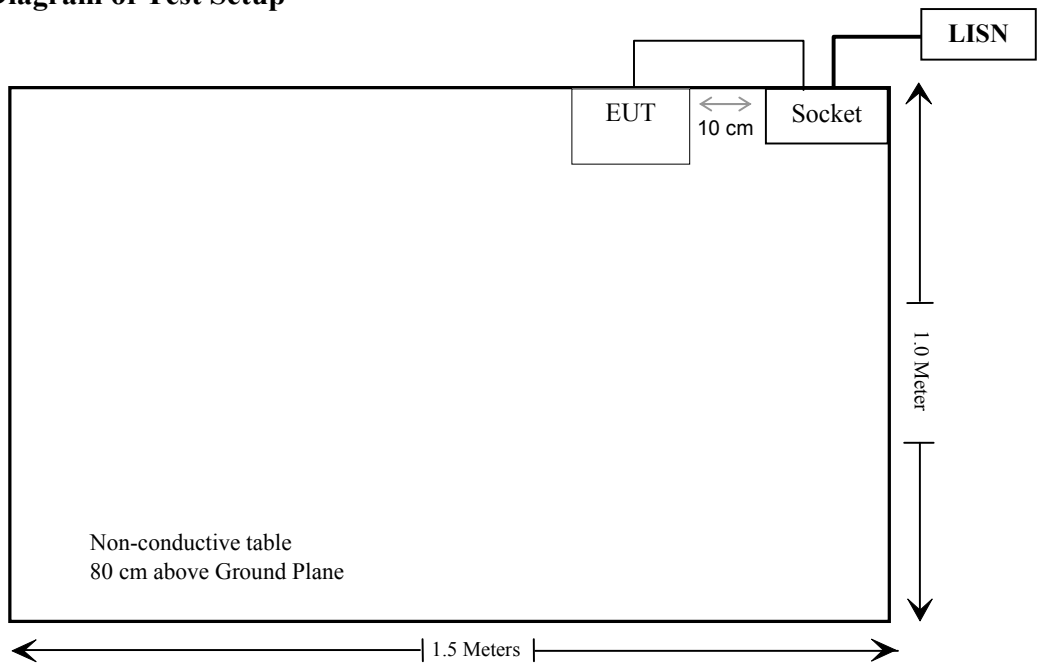 Diagram of Test Setup
LISN
EUT
10 cm
Socket
1.0 Meter
Non-conductive table
80 cm above Ground Plane
1.5 Meters